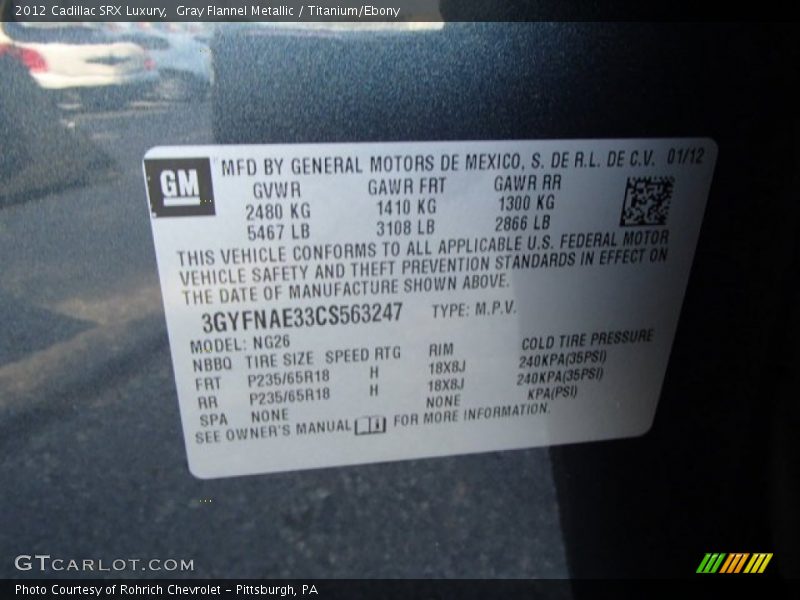 2012 Cadillac SRX Luxury,  Gray Flannel Metallic / Titanium/Ebony
GM
MFD BY GENERAL MOTORS DE MEXICO, S. DE R.L. DE C.V. 01/12
GVWR GAWR FRT GAWR RR
2480 KG 1410 KG 1300 KG
5467 LB 3108 LB 2866 LB
THIS VEHICLE CONFORMS TO ALL APPLICABLE U.S. FEDERAL MOTOR
VEHICLE SAFETY AND THEFT PREVENTION STANDARDS IN EFFECT ON
THE DATE OF MANUFACTURE SHOWN ABOVE.
3GYFNAE33CS563247 TYPE: M.P.V.
MODEL: NG26
NBBQ TIRE SIZE SPEED RTG RIM COLD TIRE PRESSURE
FRT P235/65R18 H 18X8J 240KPA(35PSI)
RR P235/65R18 H 18X8J 240KPA(35PSI)
SPA NONE NONE KPA(PSI)
SEE OWNER'S MANUAL FOR MORE INFORMATION.
GTCARLOT.COM
Photo Courtesy of Rohrich Chevrolet - Pittsburgh, PA